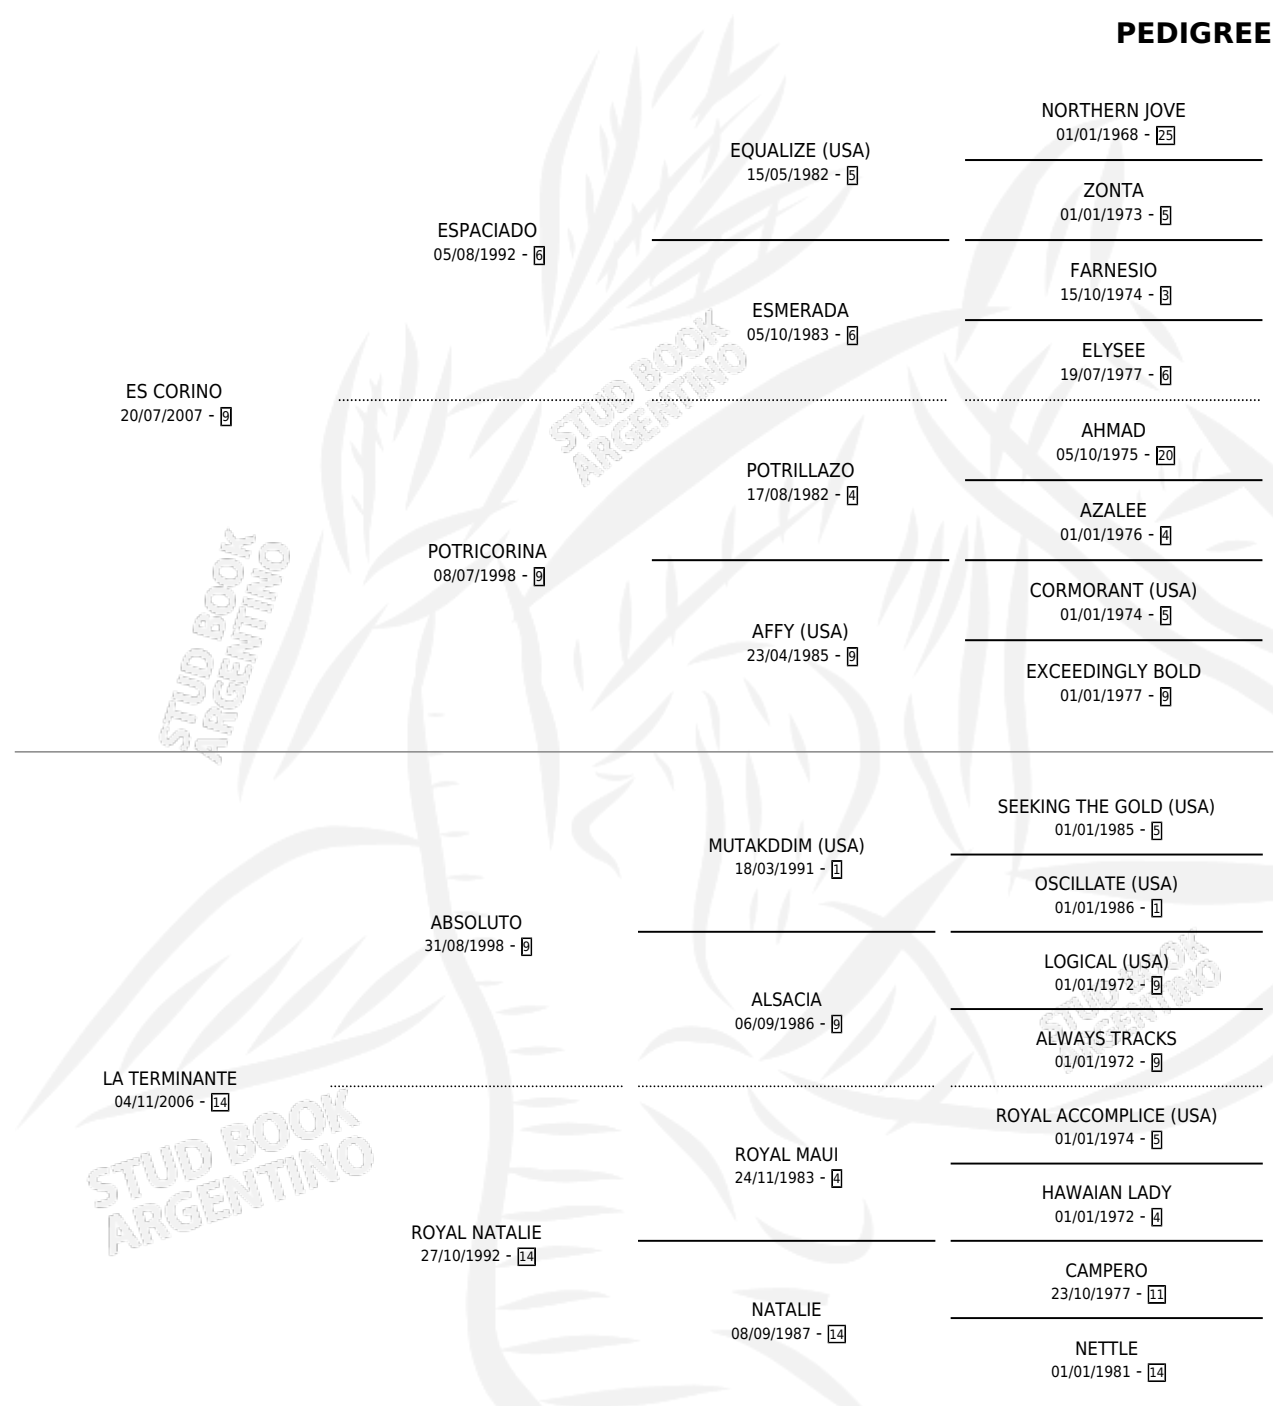 PEDIGREE
NORTHERN JOVE
01/01/1968 - 25
EQUALIZE (USA)
15/05/1982 - 5
ZONTA
01/01/1973 - 5
ESPACIADO
05/08/1992 - 6
FARNESIO
15/10/1974 - 3
ESMERADA
05/10/1983 - 6
ELYSEE
19/07/1977 - 6
ES CORINO
20/07/2007 - 9
STUD BOOK
ARGENTINO
AHMAD
05/10/1975 - 20
POTRILLAZO
17/08/1982 - 4
AZALEE
01/01/1976 - 4
POTRICORINA
08/07/1998 - 9
CORMORANT (USA)
01/01/1974 - 5
AFFY (USA)
23/04/1985 - 9
EXCEEDINGLY BOLD
01/01/1977 - 9
STUD BOOK
ARGENTINO
SEEKING THE GOLD (USA)
01/01/1985 - 5
MUTAKDDIM (USA)
18/03/1991 - 1
OSCILLATE (USA)
01/01/1986 - 1
ABSOLUTO
31/08/1998 - 9
LOGICAL (USA)
01/01/1972 - 9
ALSACIA
06/09/1986 - 9
STUD BOOK
ARGENTINO
ALWAYS TRACKS
01/01/1972 - 9
LA TERMINANTE
04/11/2006 - 14
ROYAL ACCOMPLICE (USA)
01/01/1974 - 5
ROYAL MAUI
24/11/1983 - 4
STUD BOOK
ARGENTINO
HAWAIAN LADY
01/01/1972 - 4
ROYAL NATALIE
27/10/1992 - 14
CAMPERO
23/10/1977 - 11
NATALIE
08/09/1987 - 14
NETTLE
01/01/1981 - 14